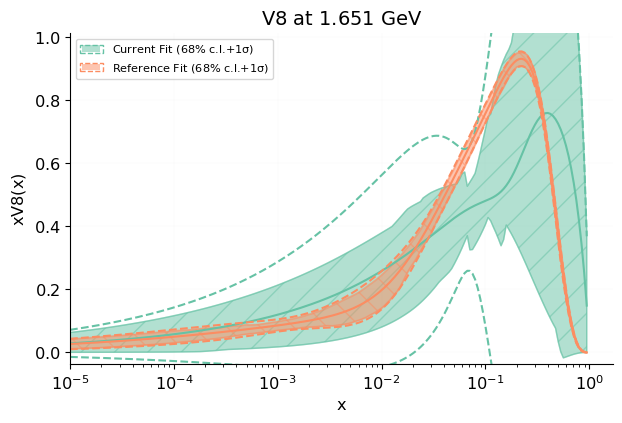 V8 at 1.651 GeV
Current Fit (68% c.l.+1σ)
Reference Fit (68% c.l.+1σ)
xV8(x)
1.0
0.8
0.6
0.4
0.2
0.0
10⁻⁵ 10⁻⁴ 10⁻³ 10⁻² 10⁻¹ 10⁰
x